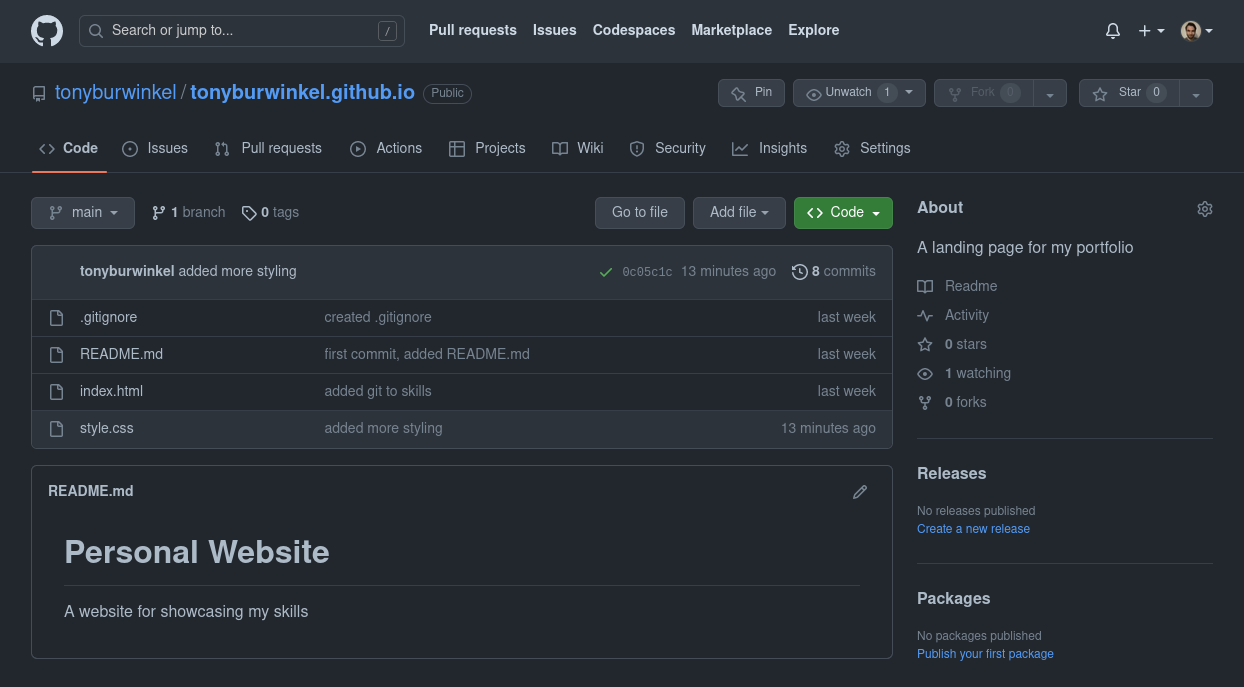 Search or jump to... / Pull requests Issues Codespaces Marketplace Explore
tonyburwinkel / tonyburwinkel.github.io Public Pin Unwatch 1 Fork 0 Star 0
Code Issues Pull requests Actions Projects Wiki Security Insights Settings
main 1 branch 0 tags Go to file Add file Code
tonyburwinkel added more styling 0c05c1c 13 minutes ago 8 commits
.gitignore created .gitignore last week
README.md first commit, added README.md last week
index.html added git to skills last week
style.css added more styling 13 minutes ago
README.md
Personal Website
A website for showcasing my skills
About
A landing page for my portfolio
Readme
Activity
0 stars
1 watching
0 forks
Releases
No releases published
Create a new release
Packages
No packages published
Publish your first package